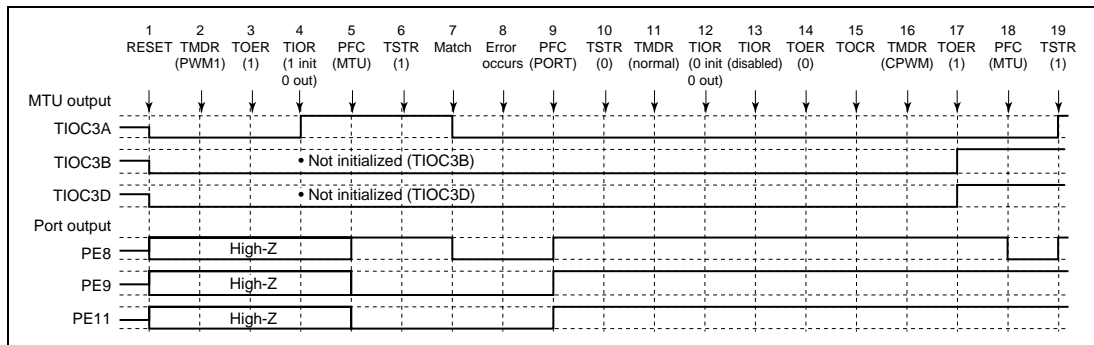 1 2 3 4 5 6 7 8 9 10 11 12 13 14 15 16 17 18 19
RESET TMDR TOER TIOR PFC TSTR Match Error PFC TSTR TMDR TIOR TIOR TOER TOCR TMDR TOER PFC TSTR
(PWM1) (1) (1 init (MTU) (1) occurs (PORT) (0) (normal) (0 init (disabled) (0) (CPWM) (1) (MTU) (1)
0 out) 0 out)
MTU output
TIOC3A
TIOC3B • Not initialized (TIOC3B)
TIOC3D • Not initialized (TIOC3D)
Port output
PE8 High-Z
PE9 High-Z
PE11 High-Z